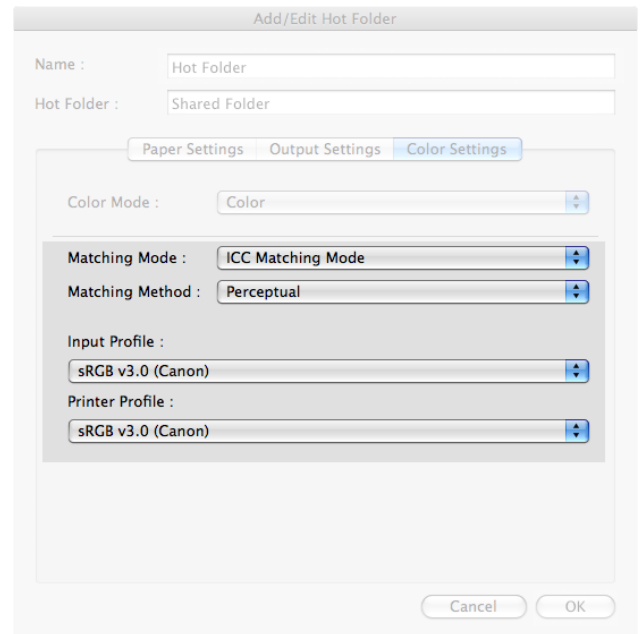 Add/Edit Hot Folder
Name : Hot Folder
Hot Folder : Shared Folder
Paper Settings Output Settings Color Settings
Color Mode : Color
Matching Mode : ICC Matching Mode
Matching Method : Perceptual
Input Profile :
sRGB v3.0 (Canon)
Printer Profile :
sRGB v3.0 (Canon)
Cancel OK